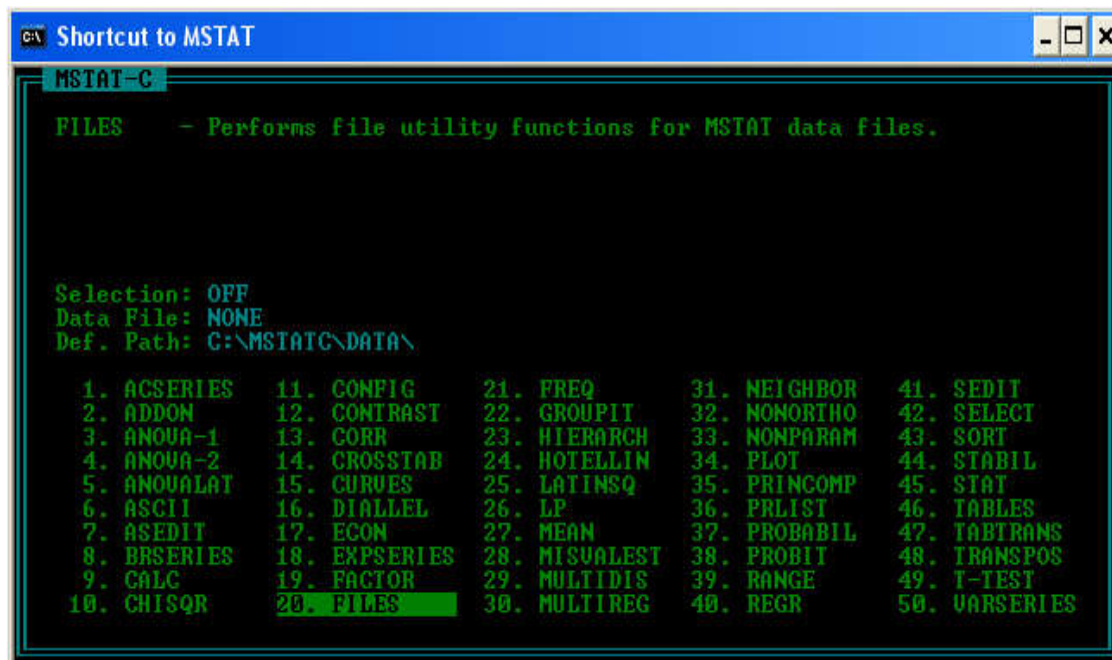 Shortcut to MSTAT
MSTAT-C
FILES - Performs file utility functions for MSTAT data files.
Selection: OFF
Data File: NONE
Def. Path: C:\MSTATC\DATA\
1. ACSERIES 11. CONFIG 21. FREQ 31. NEIGHBOR 41. SEDIT
2. ADDON 12. CONTRAST 22. GROUPIT 32. NONORTHO 42. SELECT
3. ANOVA-1 13. CORR 23. HIERARCH 33. NONPARAM 43. SORT
4. ANOVA-2 14. CROSSTAB 24. HOTELLIN 34. PLOT 44. STABIL
5. ANOVALAT 15. CURVES 25. LATINSQ 35. PRINCOMP 45. STAT
6. ASCII 16. DIALLEL 26. LP 36. PRLIST 46. TABLES
7. ASEDIT 17. ECON 27. MEAN 37. PROBABIL 47. TABTRANS
8. BRSERIES 18. EXPSERIES 28. MISVALEST 38. PROBIT 48. TRANSPOS
9. CALC 19. FACTOR 29. MULTIDIS 39. RANGE 49. T-TEST
10. CHISQR 20. FILES 30. MULTIREG 40. REGR 50. VARSERIES